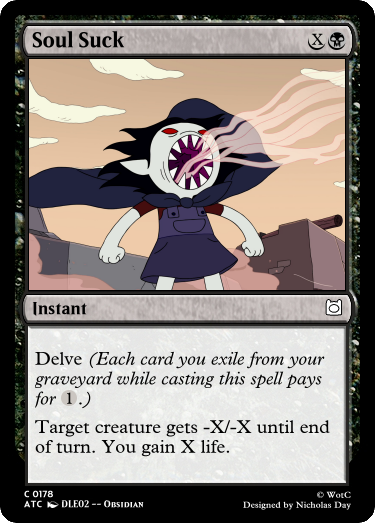 Soul Suck X
Instant
Delve (Each card you exile from your
graveyard while casting this spell pays
for 1.)
Target creature gets -X/-X until end
of turn. You gain X life.
C 0178 © WotC
ATC DLE02 -- Obsidian Designed by Nicholas Day